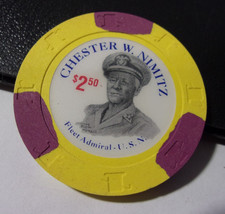 CHESTER W. NIMITZ
$2.50
Fleet Admiral - U.S.N.